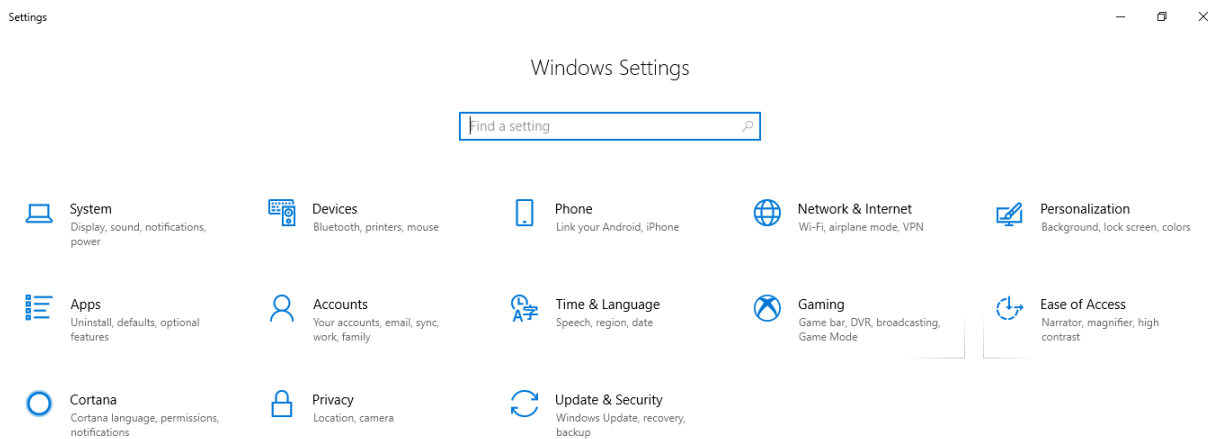 Settings
Windows Settings
Find a setting
System
Display, sound, notifications,
power
Devices
Bluetooth, printers, mouse
Phone
Link your Android, iPhone
Network & Internet
Wi-Fi, airplane mode, VPN
Personalization
Background, lock screen, colors
Apps
Uninstall, defaults, optional
features
Accounts
Your accounts, email, sync,
work, family
Time & Language
Speech, region, date
Gaming
Game bar, DVR, broadcasting,
Game Mode
Ease of Access
Narrator, magnifier, high
contrast
Cortana
Cortana language, permissions,
notifications
Privacy
Location, camera
Update & Security
Windows Update, recovery,
backup